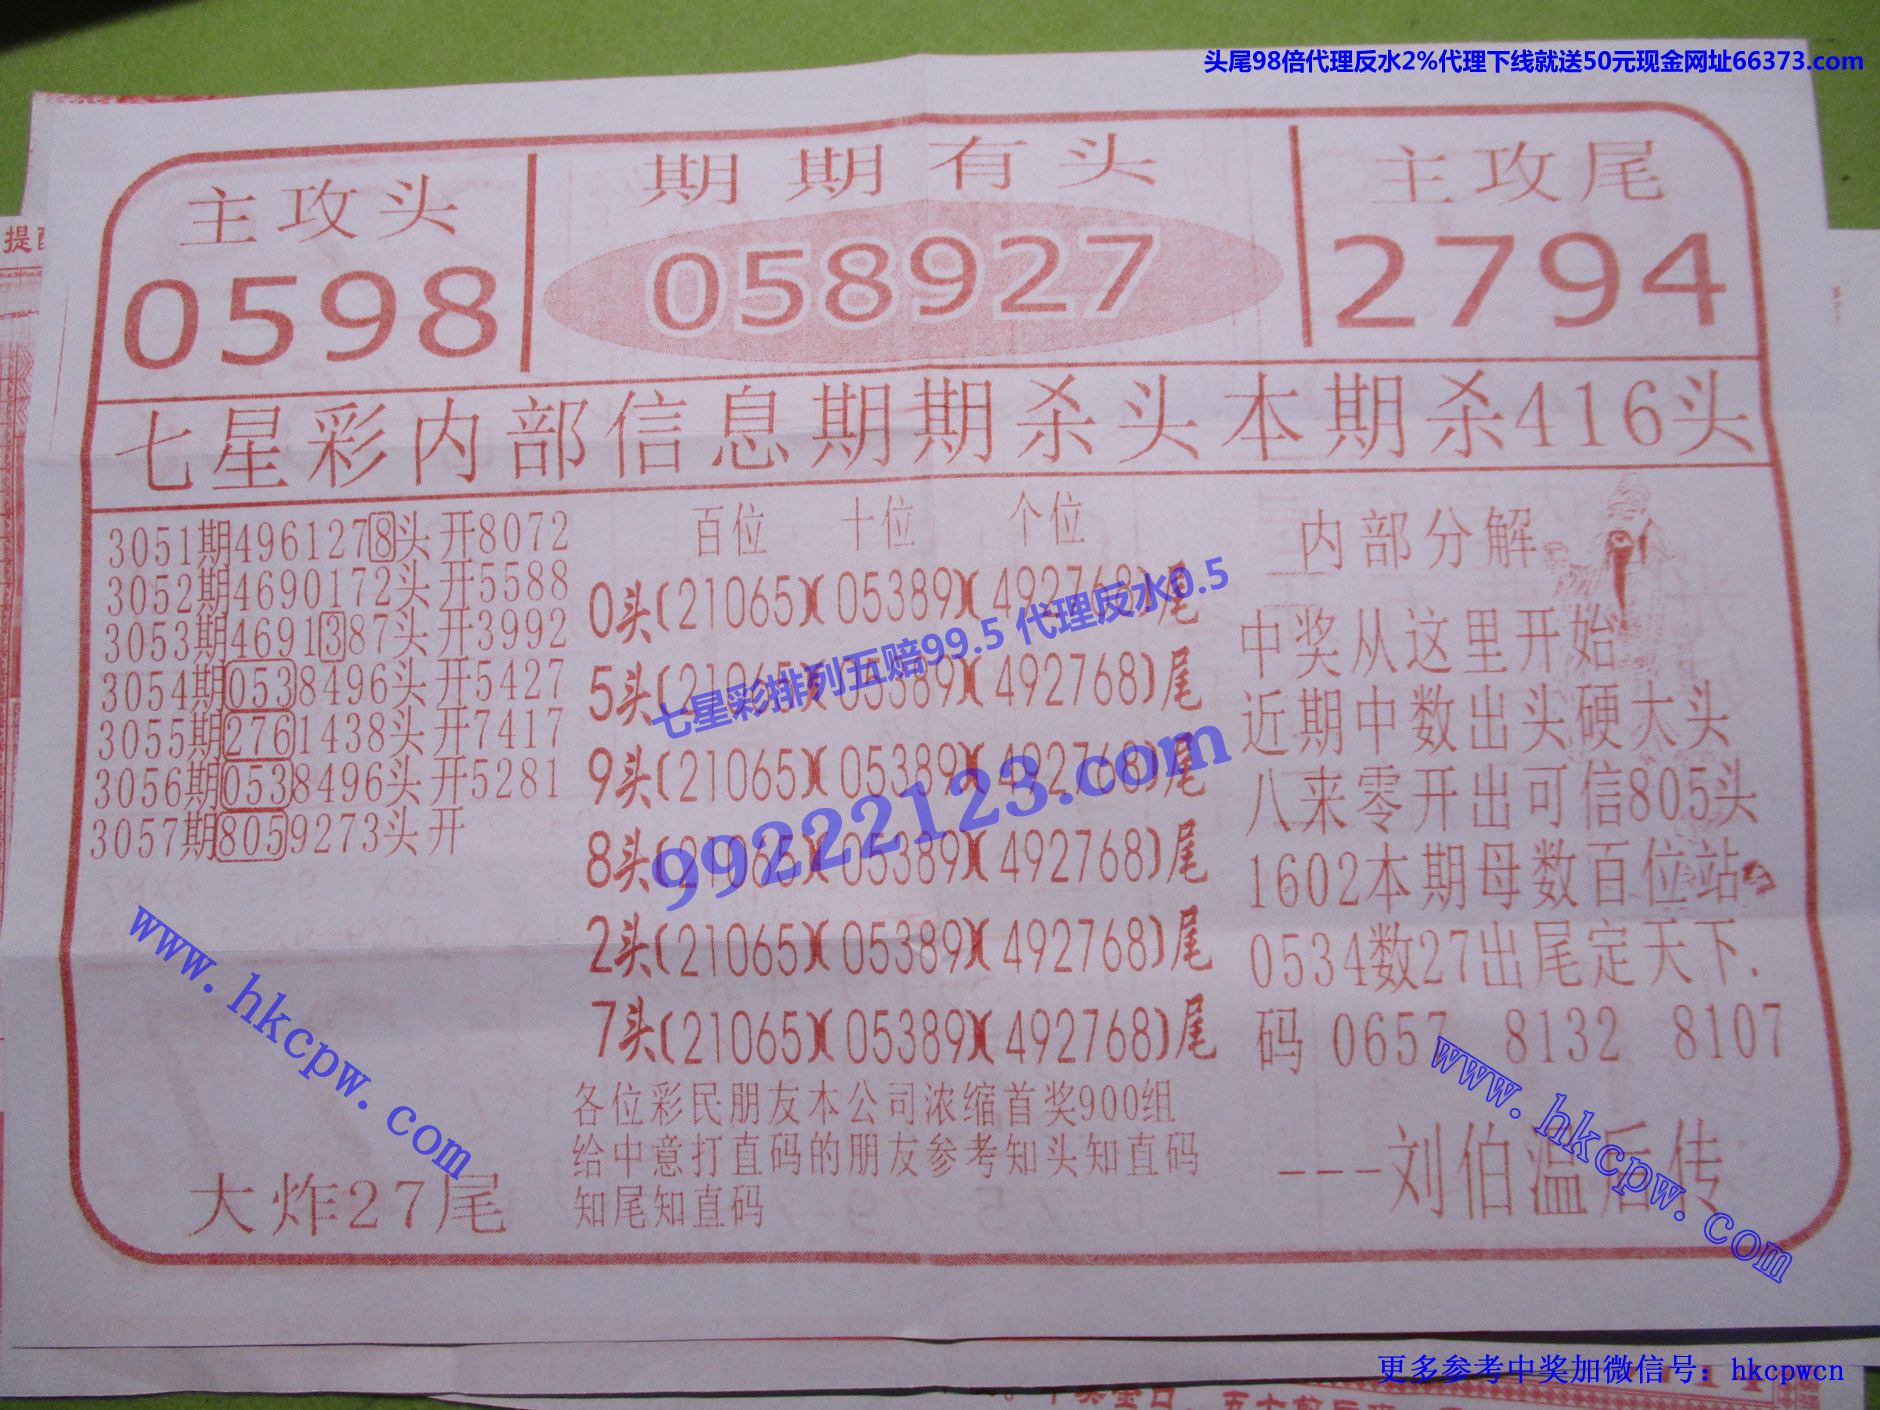 头尾98倍代理反水2%代理下线就送50元现金网址66373.com
主攻头
0598
期期有头
058927
主攻尾
2794
七星彩内部信息期期杀头本期杀416头
3051期4961278头开8072
3052期4690172头开5588
3053期4691387头开3992
3054期0538496头开5427
3055期2761438头开7417
3056期0538496头开5281
3057期8059273头开
大炸27尾
百位 十位 个位
0头(21065)(05389)(492768)尾
5头(21065)(05389)(492768)尾
9头(21065)(05389)(492768)尾
8头(21065)(05389)(492768)尾
2头(21065)(05389)(492768)尾
7头(21065)(05389)(492768)尾
各位彩民朋友本公司浓缩首奖900组
给中意打直码的朋友参考知头知直码
知尾知直码
内部分解
中奖从这里开始
近期中数出头硬大头
八来零开出可信805头
1602本期母数百位站
0534数27出尾定天下.
码 0657 8132 8107
---刘伯温后传
七星彩排列五赔99.5 代理反水0.5
99222123.com
www.hkcpw.com
www.hkcpw.com
更多参考中奖加微信号：hkcpwcn